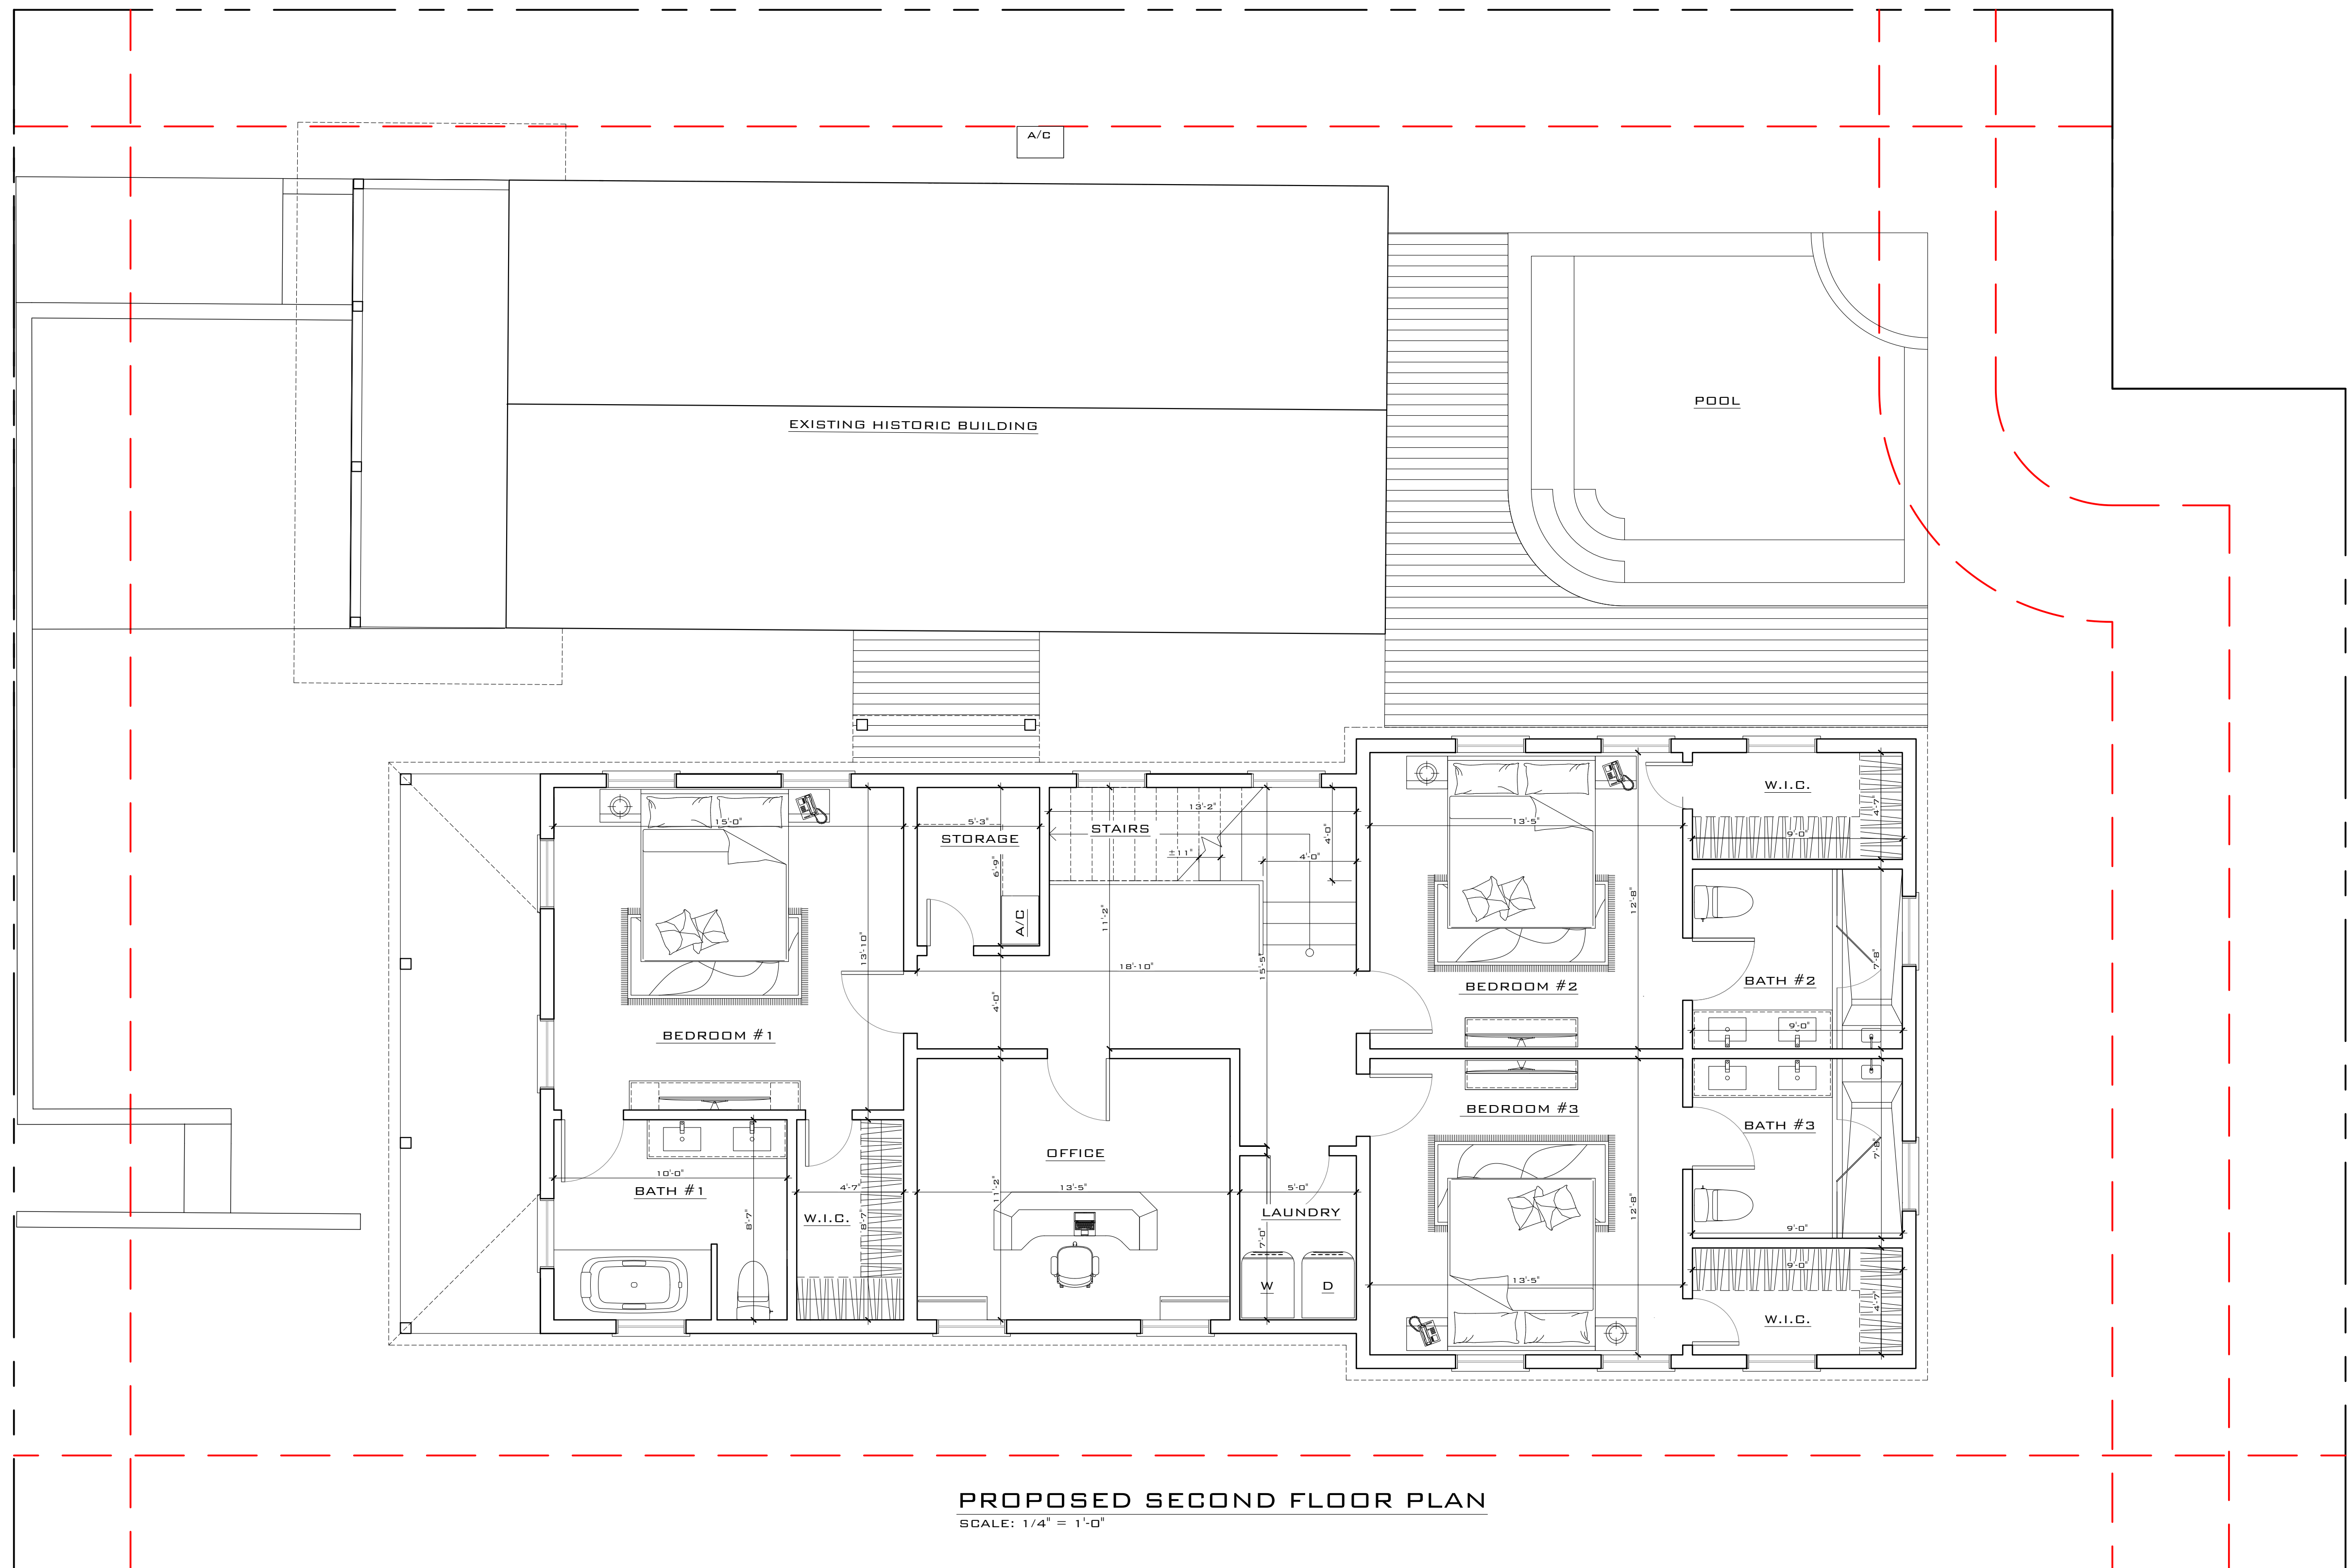 A/C
POOL
EXISTING HISTORIC BUILDING
W.I.C.
4'-7"
9'-0"
13'-2"
STAIRS
±11"
4'-0"
4'-0"
15'-0"
5'-3"
STORAGE
6'-9"
A/C
13'-5"
12'-8"
11'-2"
13'-10"
15'-5"
18'-10"
4'-0"
7'-8"
BATH #2
9'-0"
BEDROOM #2
BEDROOM #1
BEDROOM #3
BATH #3
7'-8"
OFFICE
10'-0"
BATH #1
4'-7"
W.I.C.
8'-7"
8'-7"
11'-2"
13'-5"
5'-0"
LAUNDRY
7'-0"
W
D
12'-8"
13'-5"
9'-0"
9'-0"
4'-7"
W.I.C.
PROPOSED SECOND FLOOR PLAN
SCALE: 1/4" = 1'-0"